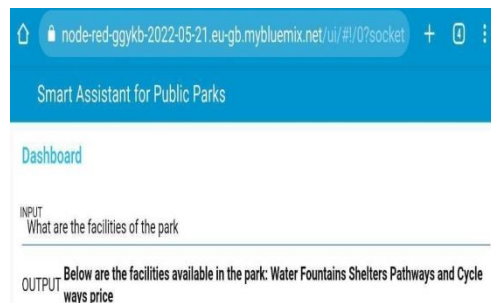 node-red-ggykb-2022-05-21.eu-gb.mybluemix.net/ui/#!/0?socket
4
Smart Assistant for Public Parks
Dashboard
INPUT
What are the facilities of the park
OUTPUT Below are the facilities available in the park: Water Fountains Shelters Pathways and Cycle
ways price